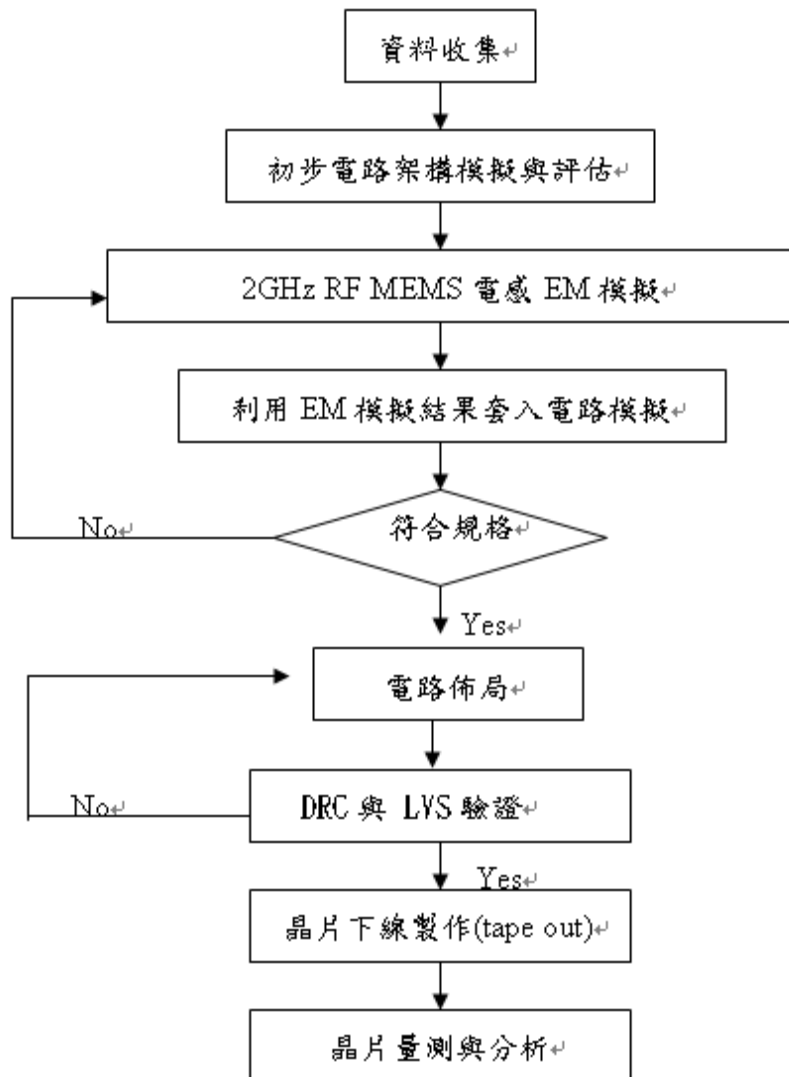 資料收集↵
初步電路架構模擬與評估↵
2GHz RF MEMS 電感 EM 模擬↵
利用 EM 模擬結果套入電路模擬↵
符合規格↵
No↵
Yes↵
電路佈局↵
DRC 與 LVS 驗證↵
No↵
Yes↵
晶片下線製作(tape out)↵
晶片量測與分析↵